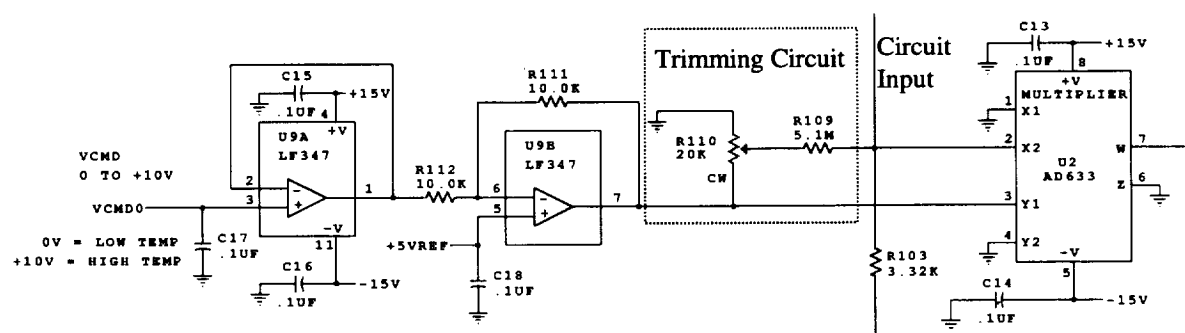 C13
.1UF
+15V
8
+V
MULTIPLIER
1
X1
2
X2
W
7
U2
AD633
Z
6
3
Y1
4
Y2
-V
5
C14
.1UF
-15V
Circuit
Input
Trimming Circuit
R109
5.1M
R110
20K
CW
R103
3.32K
R111
10.0K
C15
.1UF
+15V
4
+V
U9A
LF347
2
-
3
+
1
-V
11
R112
10.0K
U9B
LF347
6
-
5
+
7
VCMD
0 TO +10V
VCMD0
0V = LOW TEMP
+10V = HIGH TEMP
C17
.1UF
C16
.1UF
-15V
+5VREF
C18
.1UF